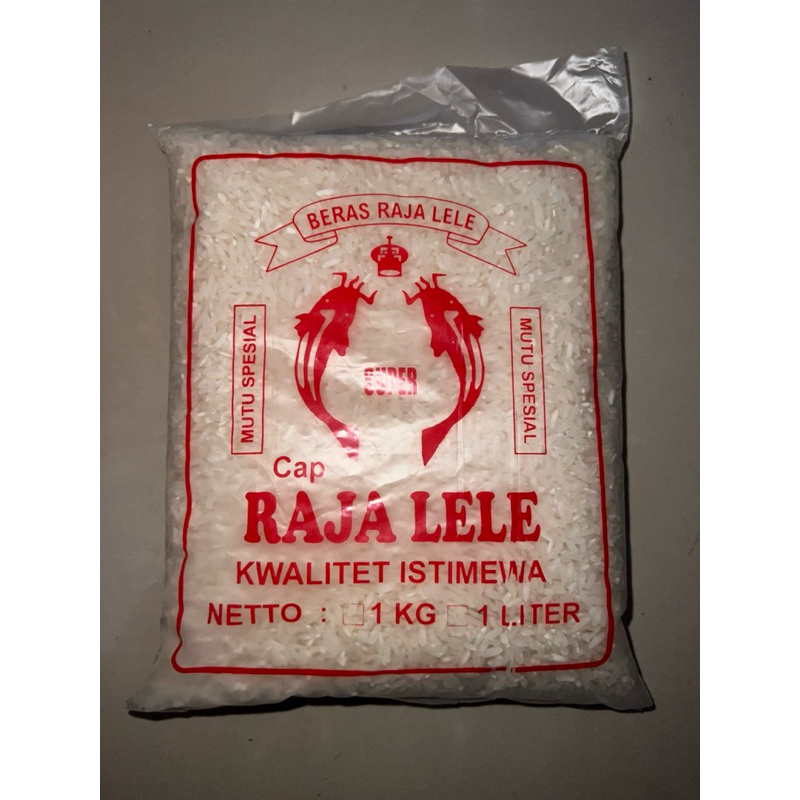 BERAS RAJA LELE
MUTU SPESIAL
SUPER
MUTU SPESIAL
Cap
RAJA LELE
KWALITET ISTIMEWA
NETTO : 1 KG 1 LITER